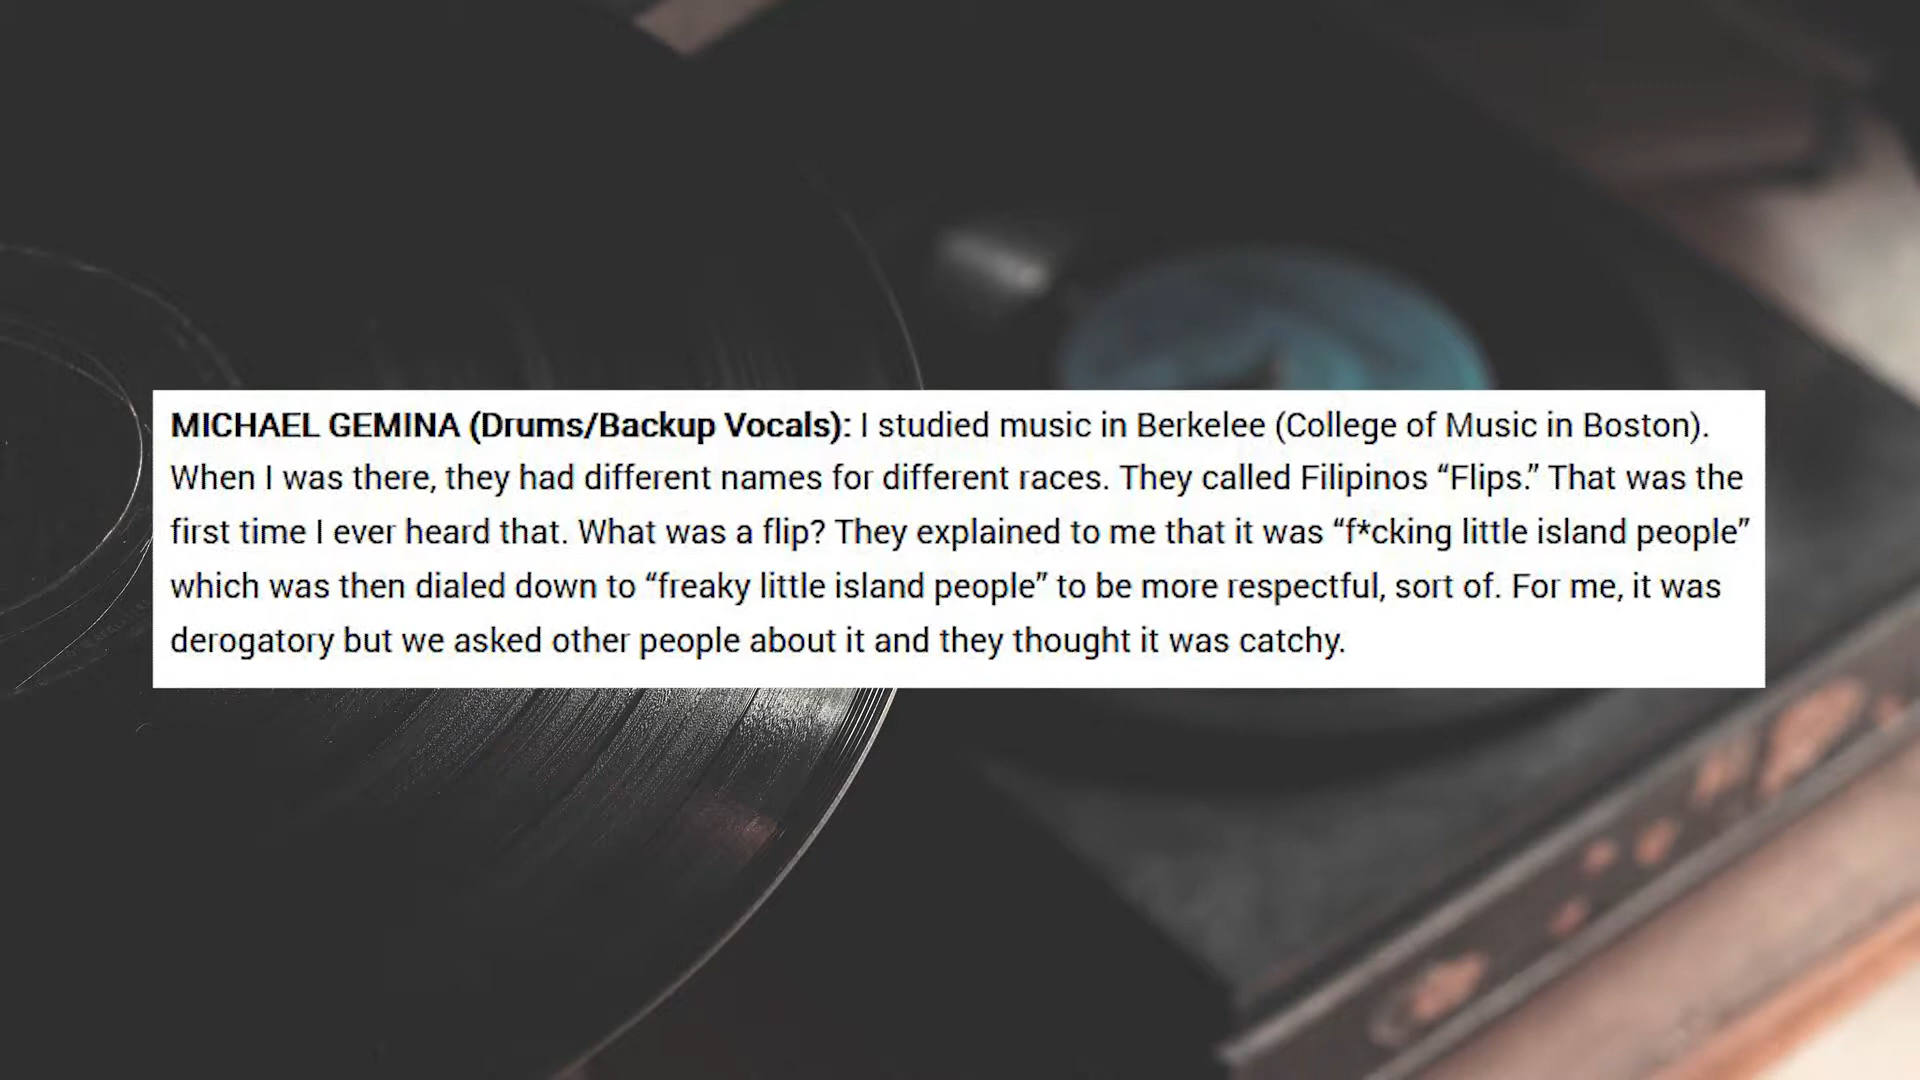 MICHAEL GEMINA (Drums/Backup Vocals): I studied music in Berkelee (College of Music in Boston).
When I was there, they had different names for different races. They called Filipinos “Flips.” That was the
first time I ever heard that. What was a flip? They explained to me that it was “f*cking little island people”
which was then dialed down to “freaky little island people” to be more respectful, sort of. For me, it was
derogatory but we asked other people about it and they thought it was catchy.